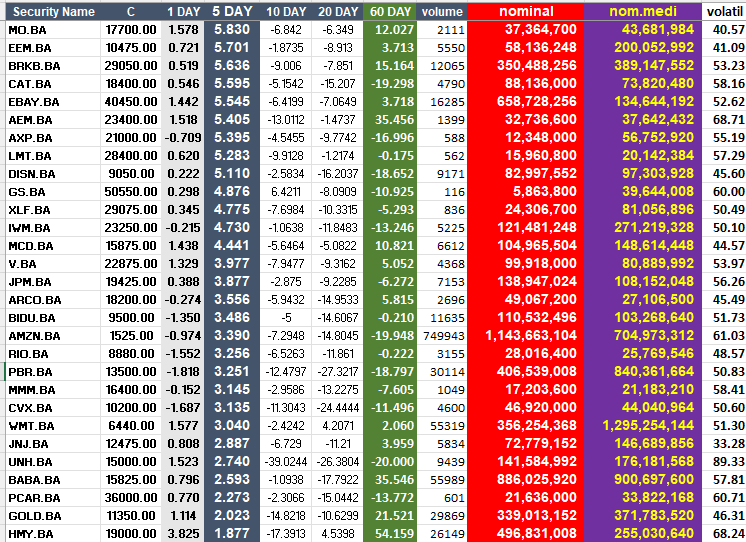 Security Name C 1 DAY 5 DAY 10 DAY 20 DAY 60 DAY volume nominal nom.medi volatil
MO.BA 17700.00 1.578 5.830 -6.842 -6.349 12.027 2111 37,364,700 43,681,984 40.57
EEM.BA 10475.00 0.721 5.701 -1.8735 -8.913 3.713 5550 58,136,248 200,052,992 41.09
BRKB.BA 29050.00 0.519 5.636 -9.006 -7.851 15.164 12065 350,488,256 389,147,552 53.23
CAT.BA 18400.00 0.546 5.595 -5.1542 -15.207 -19.298 4790 88,136,000 73,820,480 58.16
EBAY.BA 40450.00 1.442 5.545 -6.4199 -7.0649 3.718 16285 658,728,256 134,644,192 52.62
AEM.BA 23400.00 1.518 5.405 -13.0112 -1.4737 35.456 1399 32,736,600 37,642,432 68.71
AXP.BA 21000.00 -0.709 5.395 -4.5455 -9.7742 -16.996 588 12,348,000 56,752,920 55.19
LMT.BA 28400.00 0.620 5.283 -9.9128 -1.2174 -0.175 562 15,960,800 20,142,384 57.29
DISN.BA 9050.00 0.222 5.110 -2.5834 -16.2037 -18.652 9171 82,997,552 97,303,928 45.60
GS.BA 50550.00 0.298 4.876 6.4211 -8.0909 -10.925 116 5,863,800 39,644,008 60.00
XLF.BA 29075.00 0.345 4.775 -7.6984 -10.3315 -5.293 836 24,306,700 81,056,896 50.49
IWM.BA 23250.00 -0.215 4.730 -1.0638 -11.8483 -13.246 5225 121,481,248 271,219,328 50.10
MCD.BA 15875.00 1.438 4.441 -5.6464 -5.0822 10.821 6612 104,965,504 148,614,448 44.57
V.BA 22875.00 1.329 3.977 -7.9477 -9.3162 5.052 4368 99,918,000 80,889,992 53.97
JPM.BA 19425.00 0.388 3.877 -2.875 -9.2285 -6.272 7153 138,947,024 108,152,048 56.26
ARCO.BA 18200.00 -0.274 3.556 -5.9432 -14.9533 5.815 2696 49,067,200 27,106,500 45.49
BIDU.BA 9500.00 -1.350 3.486 -5 -14.6067 -0.210 11635 110,532,496 103,268,640 51.73
AMZN.BA 1525.00 -0.974 3.390 -7.2948 -14.8045 -19.948 749943 1,143,663,104 704,973,312 61.03
RIO.BA 8880.00 -1.552 3.256 -6.5263 -11.861 -0.222 3155 28,016,400 25,769,546 48.57
PBR.BA 13500.00 -1.818 3.251 -12.4797 -27.3217 -18.797 30114 406,539,008 840,361,664 50.83
MMM.BA 16400.00 -0.152 3.145 -2.9586 -13.2275 -7.605 1049 17,203,600 21,183,210 58.41
CVX.BA 10200.00 -1.687 3.135 -11.3043 -24.4444 -11.496 4600 46,920,000 44,040,964 50.60
WMT.BA 6440.00 1.577 3.040 -2.4242 4.2071 2.060 55319 356,254,368 1,295,254,144 51.30
JNJ.BA 12475.00 0.808 2.887 -6.729 -11.21 3.959 5834 72,779,152 146,689,856 33.28
UNH.BA 15000.00 1.523 2.740 -39.0244 -26.3804 -20.000 9439 141,584,992 176,181,568 89.33
BABA.BA 15825.00 0.796 2.593 -1.0938 -17.7922 35.546 55989 886,025,920 900,697,600 57.81
PCAR.BA 36000.00 0.770 2.273 -2.3066 -15.0442 -13.772 601 21,636,000 33,822,168 60.71
GOLD.BA 11350.00 1.114 2.023 -14.8218 -10.6299 21.521 29869 339,013,152 371,783,520 46.31
HMY.BA 19000.00 3.825 1.877 -17.3913 4.5398 54.159 26149 496,831,008 255,030,640 68.24